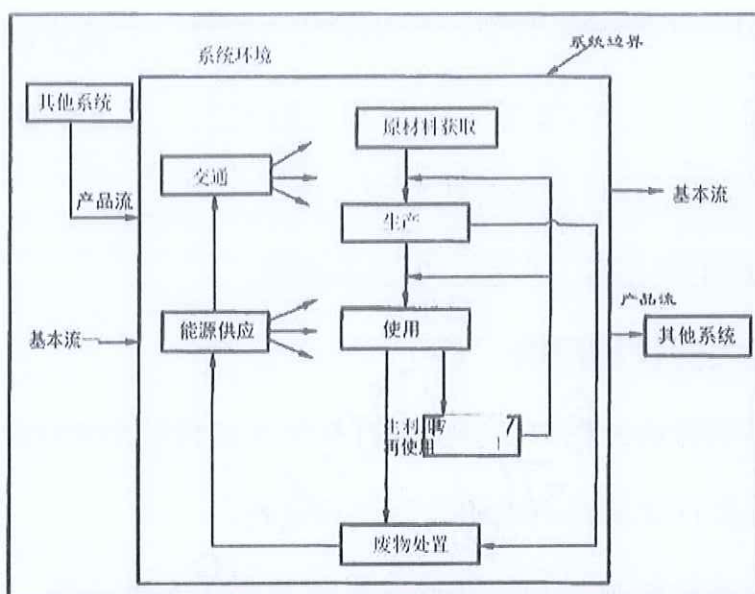 系统环境
系统边界
其他系统
原材料获取
交通
产品流
基本流
生产
产品流
基本流
能源供应
使用
其他系统
再使用
废物处置